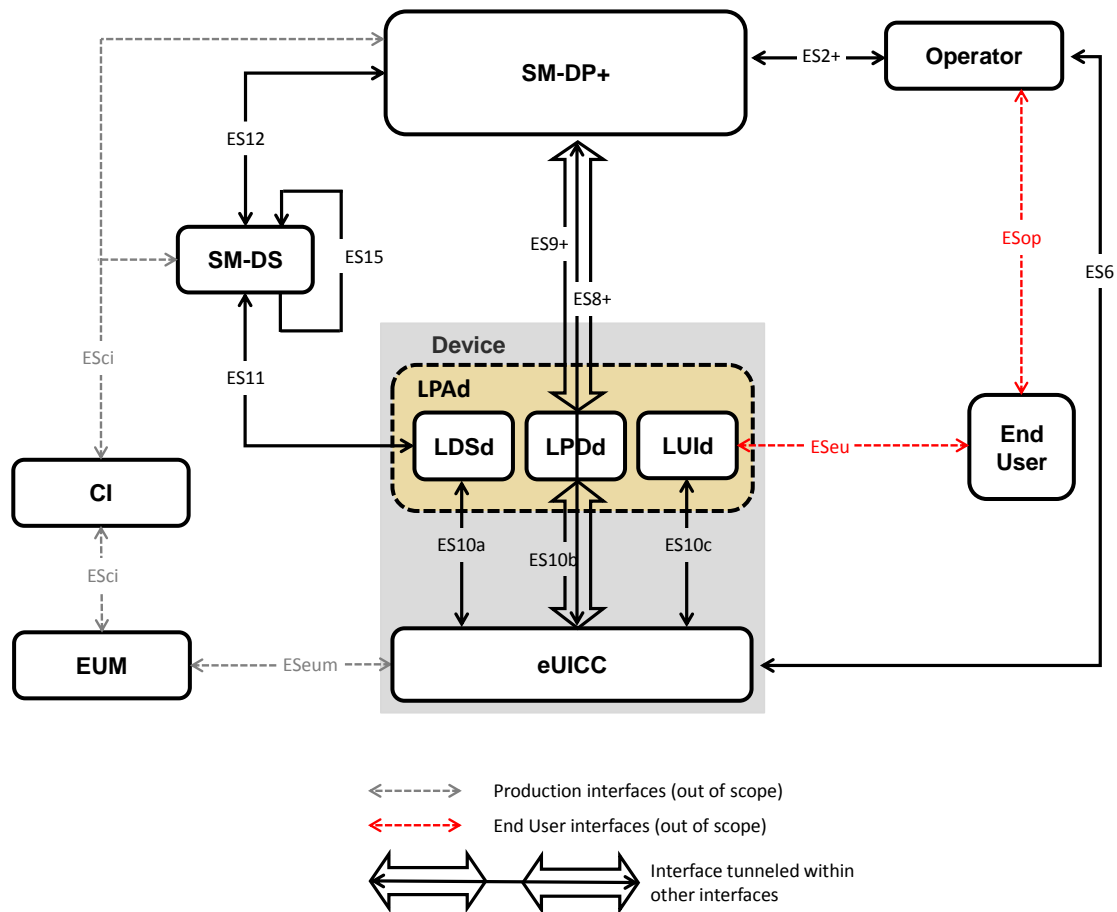 SM-DP+
ES2+
Operator
ES12
ES9+
ESop
SM-DS
ES15
ES6
ES8+
Device
ESci
ES11
LPAd
LDSd
LPDd
LUId
ESeu
End
User
CI
ES10a
ES10b
ES10c
ESci
EUM
ESeum
eUICC
Production interfaces (out of scope)
End User interfaces (out of scope)
Interface tunneled within
other interfaces